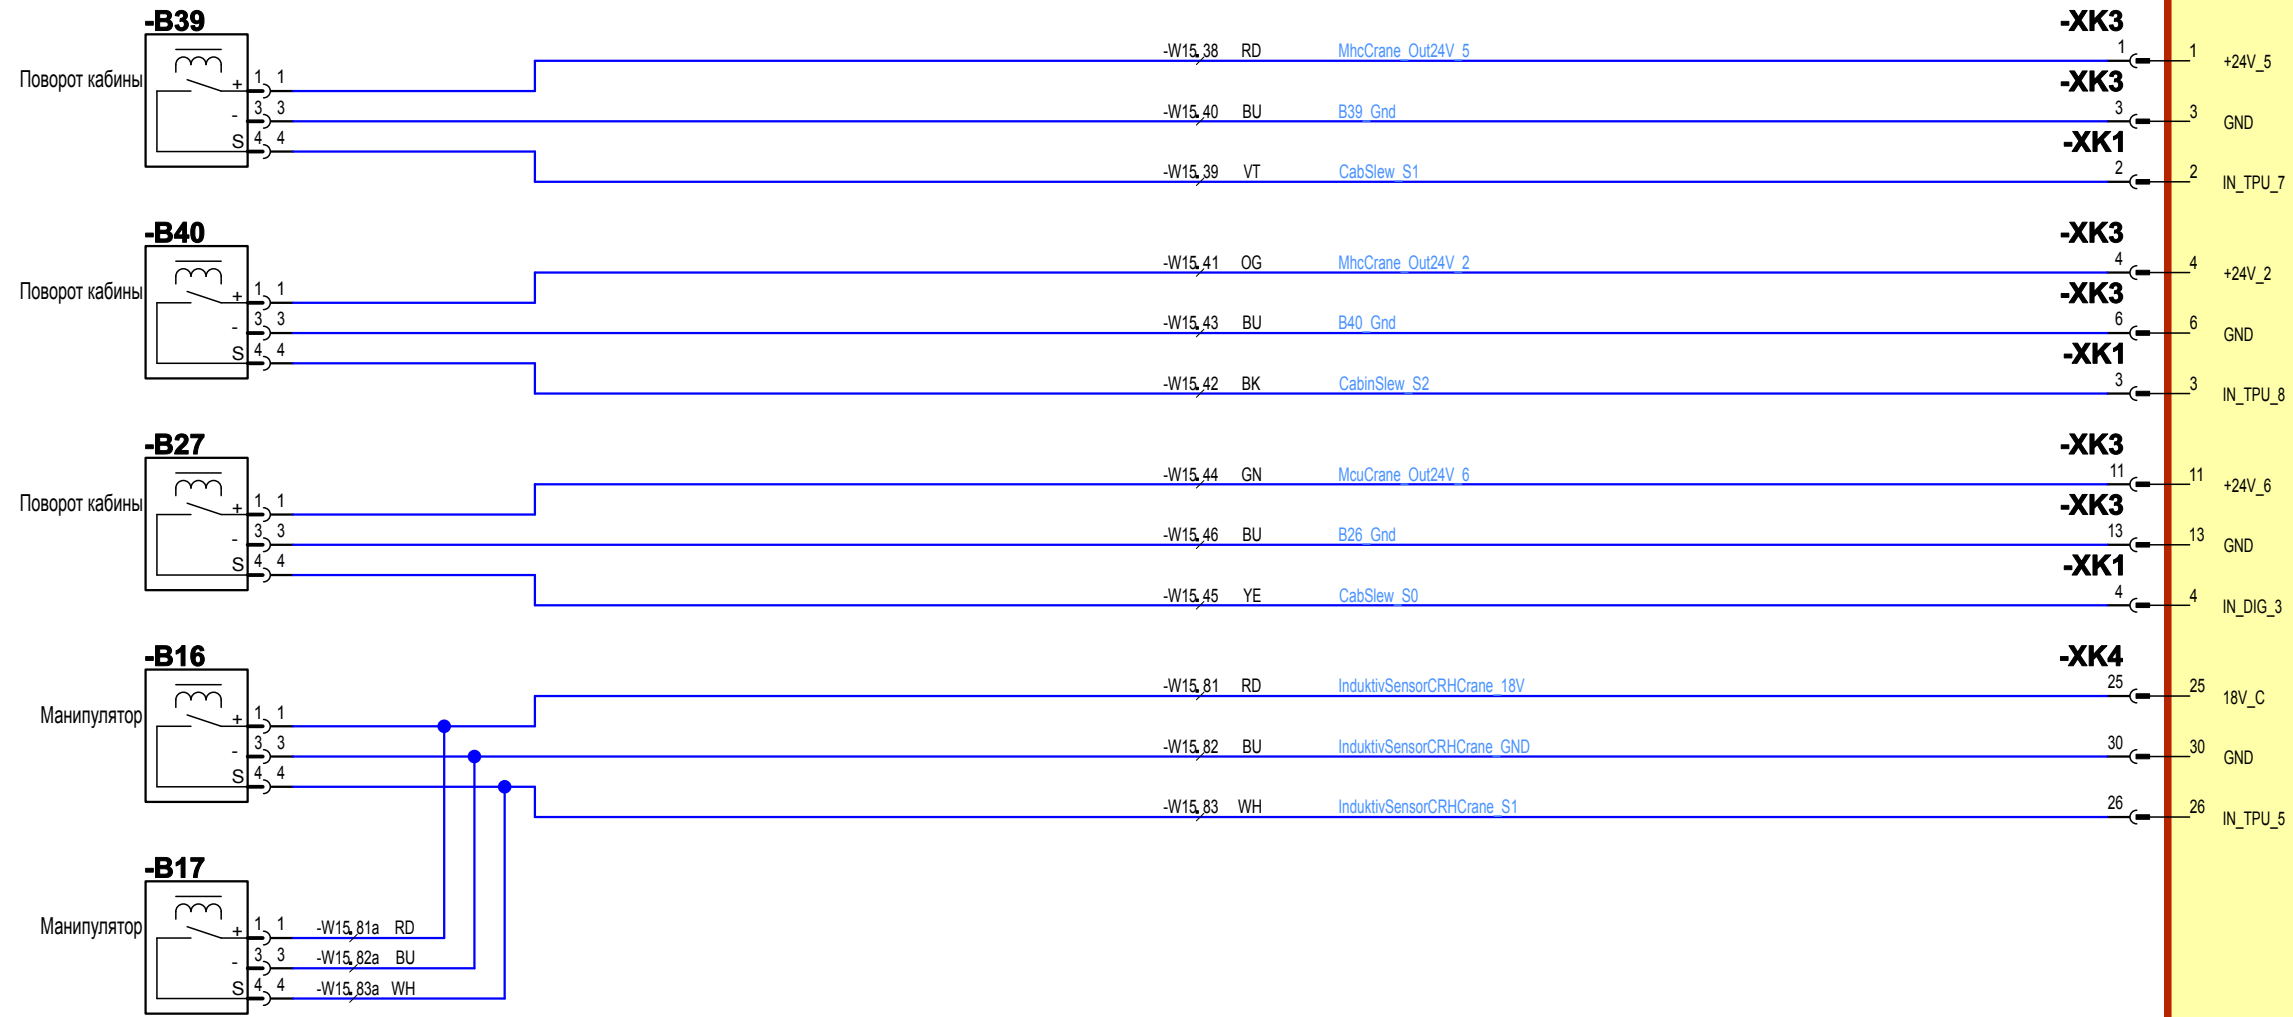 -B39
Поворот кабины
+ 1 1
- 3 3
S 4 4
-W15.38 RD MhcCrane_Out24V_5
-XK3
1 1 +24V_5
-W15.40 BU B39_Gnd
-XK3
3 3 GND
-W15.39 VT CabSlew_S1
-XK1
2 2 IN_TPU_7
-B40
Поворот кабины
+ 1 1
- 3 3
S 4 4
-W15.41 OG MhcCrane_Out24V_2
-XK3
4 4 +24V_2
-W15.43 BU B40_Gnd
-XK3
6 6 GND
-W15.42 BK CabinSlew_S2
-XK1
3 3 IN_TPU_8
-B27
Поворот кабины
+ 1 1
- 3 3
S 4 4
-W15.44 GN McuCrane_Out24V_6
-XK3
11 11 +24V_6
-W15.46 BU B26_Gnd
-XK3
13 13 GND
-W15.45 YE CabSlew_S0
-XK1
4 4 IN_DIG_3
-B16
Манипулятор
+ 1 1
- 3 3
S 4 4
-W15.81 RD InduktivSensorCRHCrane_18V
-XK4
25 25 18V_C
-W15.82 BU InduktivSensorCRHCrane_GND
30 30 GND
-W15.83 WH InduktivSensorCRHCrane_S1
26 26 IN_TPU_5
-B17
Манипулятор
+ 1 1 -W15.81a RD
- 3 3 -W15.82a BU
S 4 4 -W15.83a WH